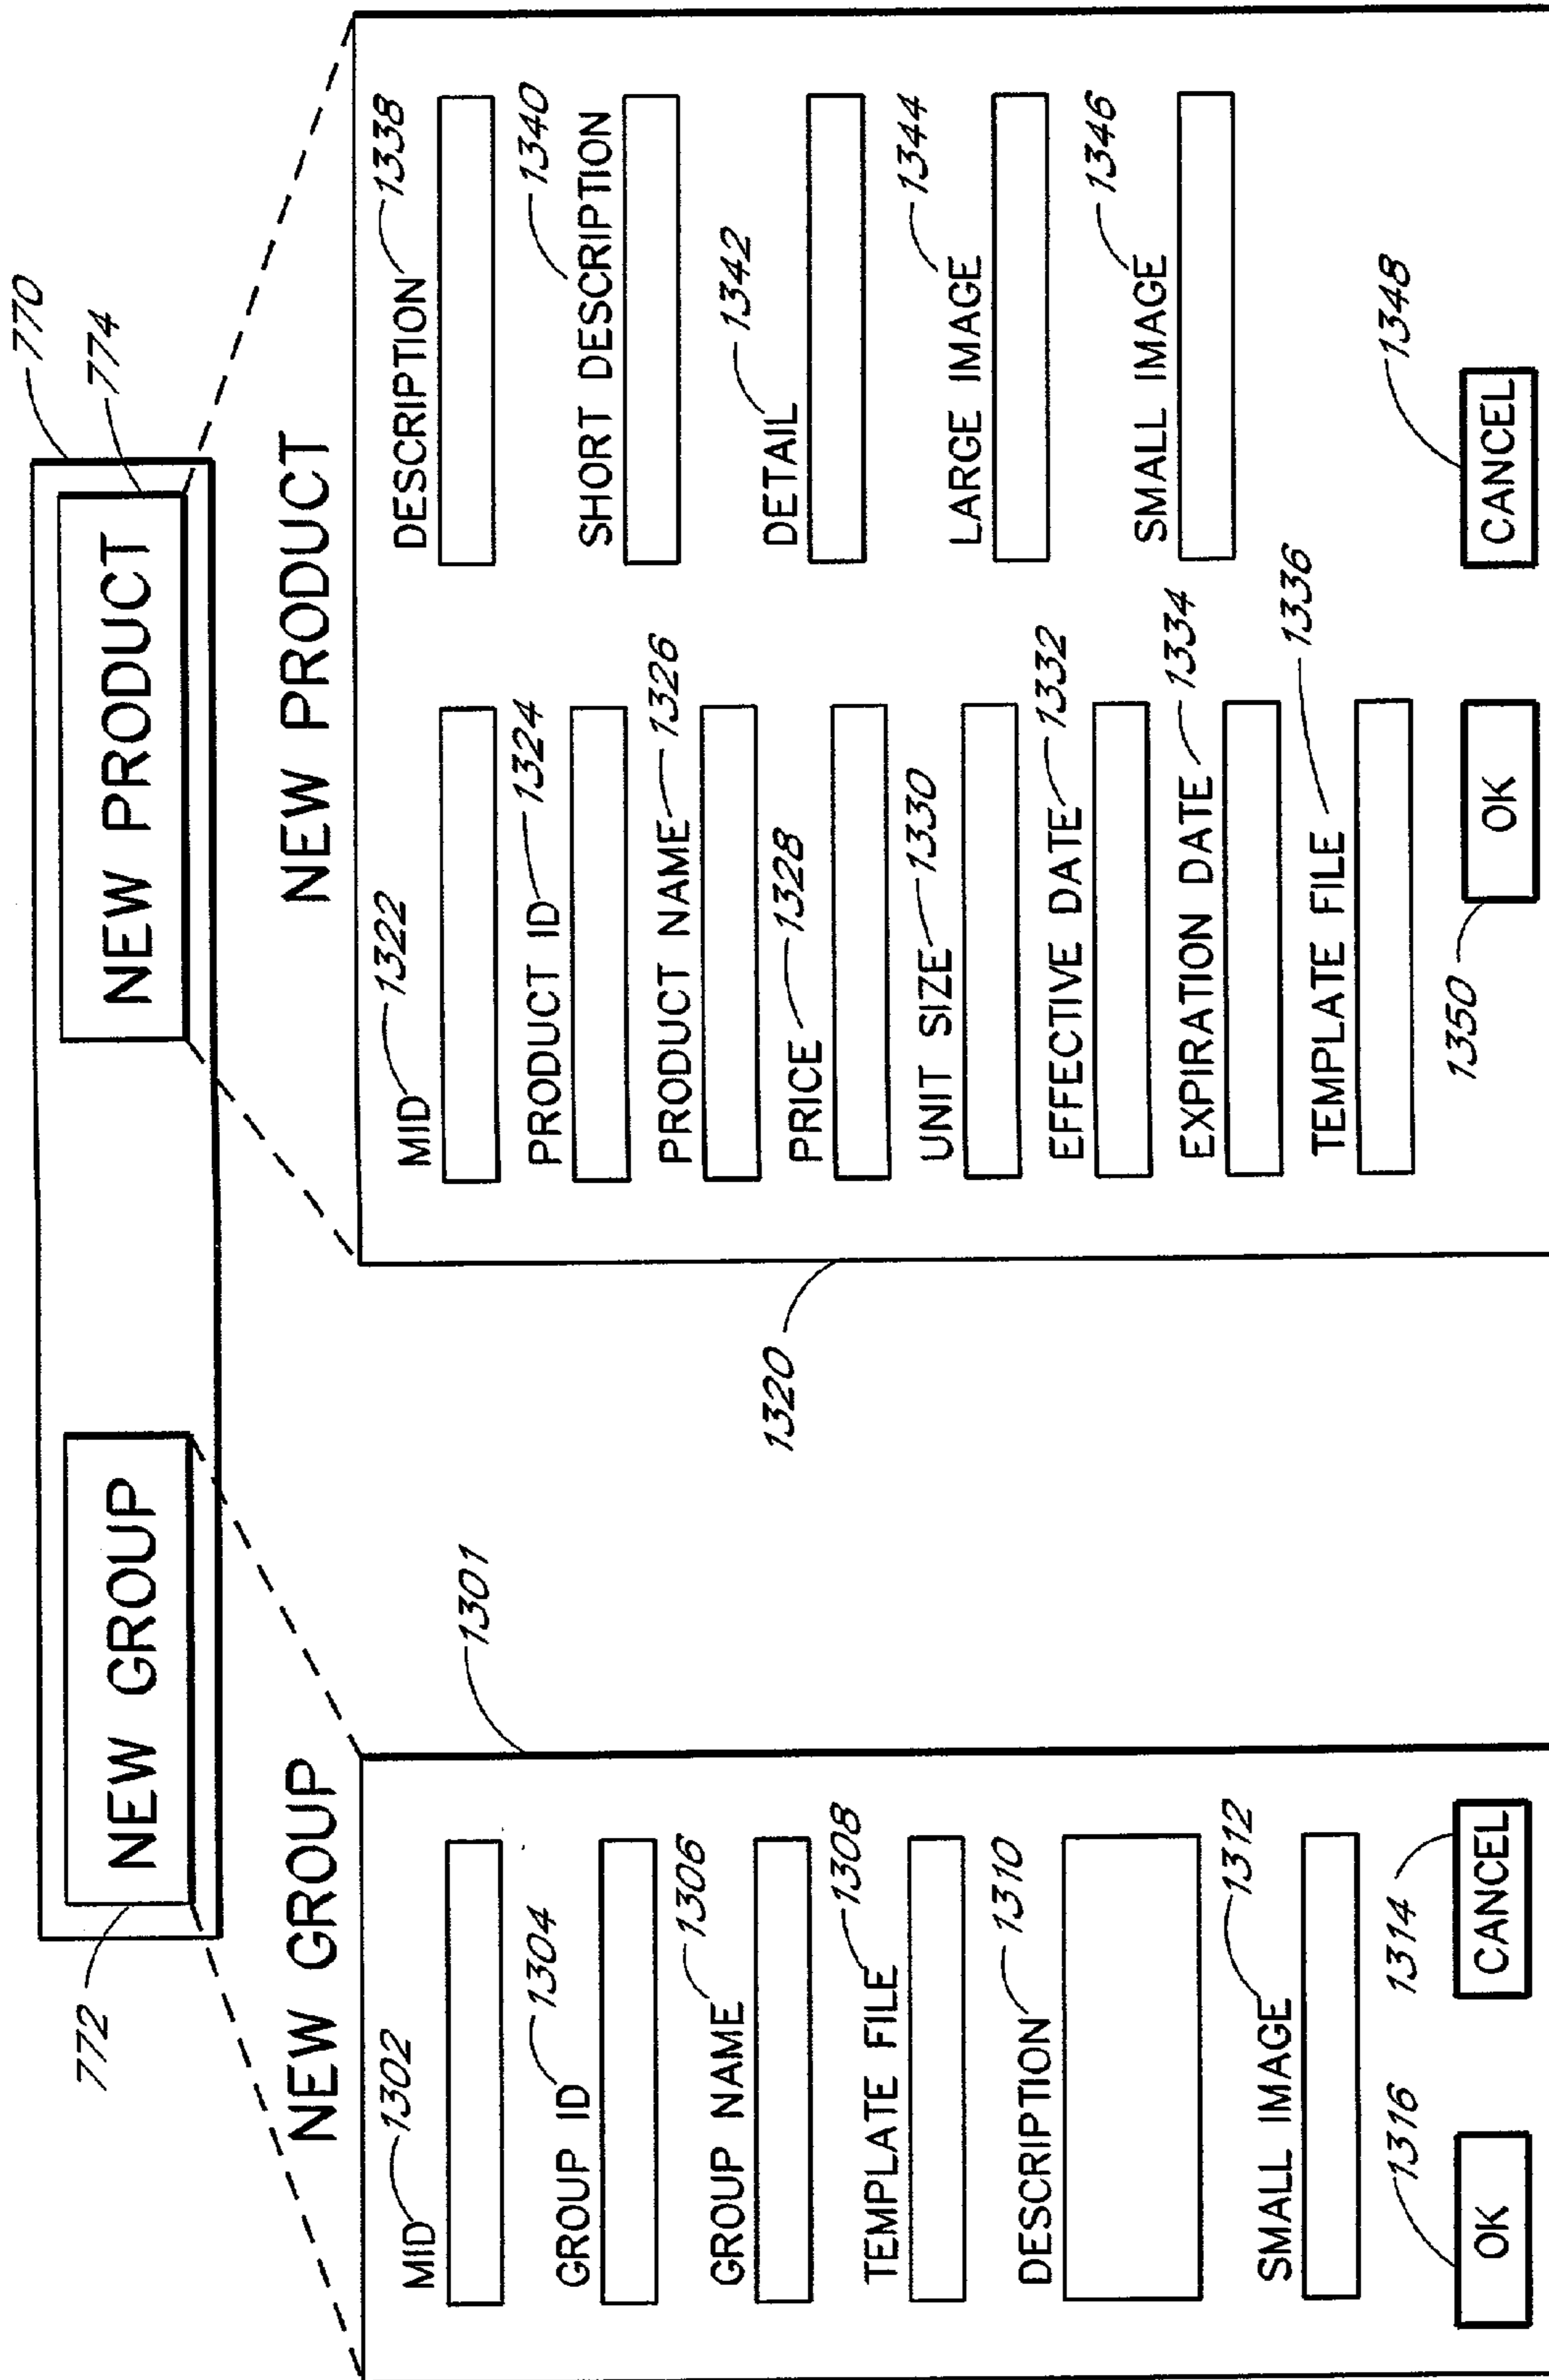 770
772
NEW GROUP
NEW PRODUCT
774
NEW GROUP
1301
MID 1302
GROUP ID 1304
GROUP NAME 1306
TEMPLATE FILE 1308
DESCRIPTION 1310
SMALL IMAGE 1312
1316
1314
OK
CANCEL
NEW PRODUCT
1320
MID 1322
PRODUCT ID 1324
PRODUCT NAME 1326
PRICE 1328
UNIT SIZE 1330
EFFECTIVE DATE 1332
EXPIRATION DATE 1334
TEMPLATE FILE 1336
DESCRIPTION 1338
SHORT DESCRIPTION 1340
DETAIL 1342
LARGE IMAGE 1344
SMALL IMAGE 1346
1350
1348
OK
CANCEL